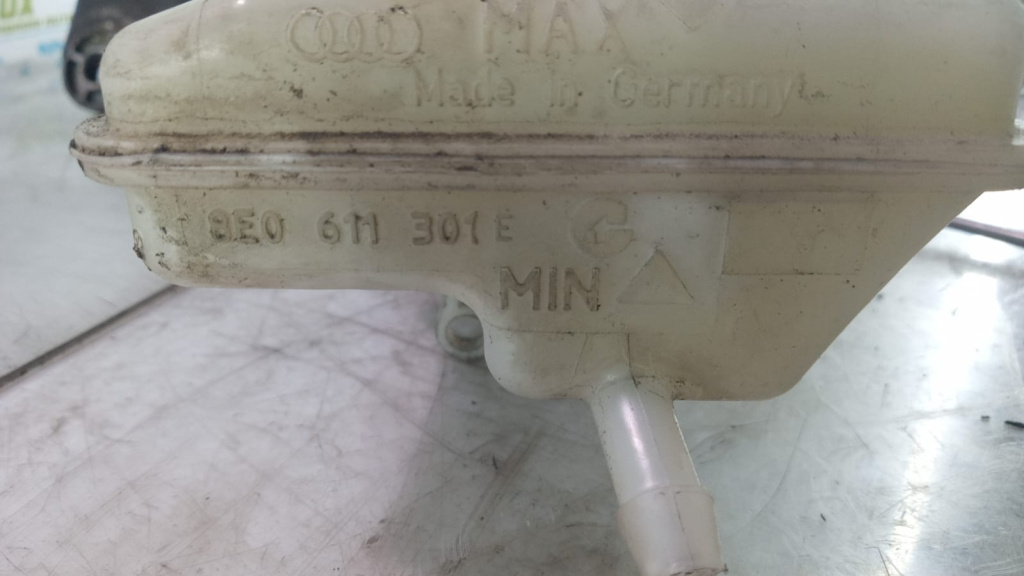 MAX
Made in Germany
8E0 611 301 E
MIN